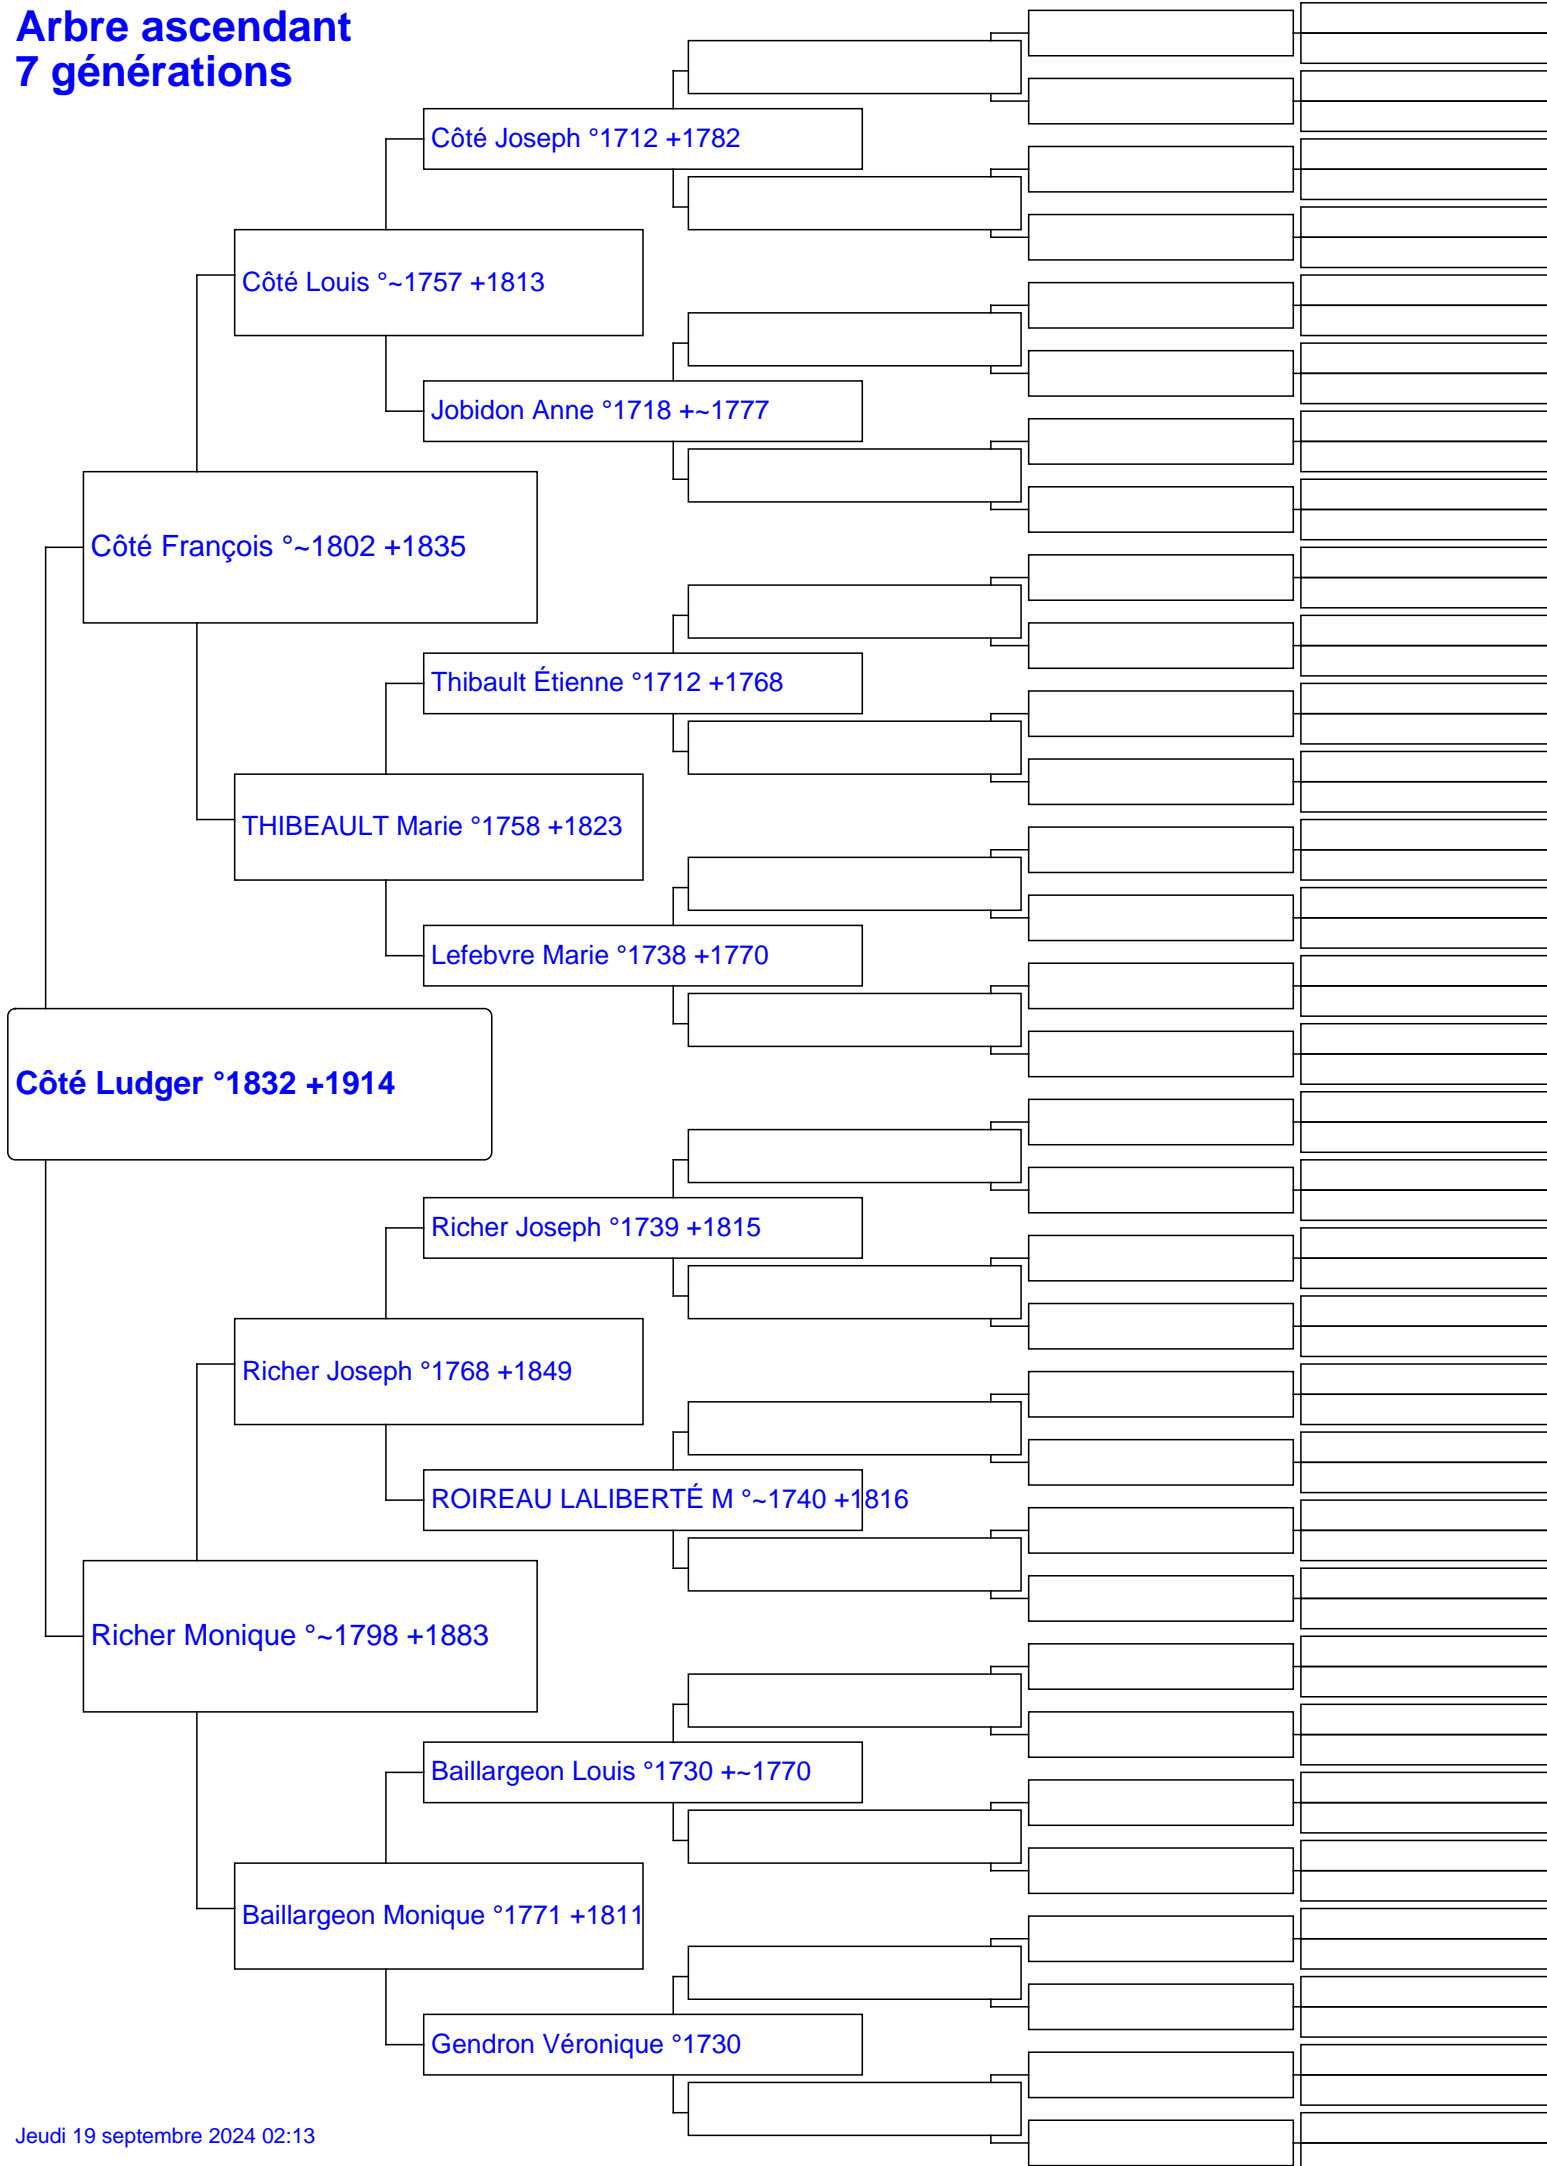 Arbre ascendant
7 générations
Côté Joseph °1712 +1782
Côté Louis °~1757 +1813
Jobidon Anne °1718 +~1777
Côté François °~1802 +1835
Thibault Étienne °1712 +1768
THIBEAULT Marie °1758 +1823
Lefebvre Marie °1738 +1770
Côté Ludger °1832 +1914
Richer Joseph °1739 +1815
Richer Joseph °1768 +1849
ROIREAU LALIBERTÉ M °~1740 +1816
Richer Monique °~1798 +1883
Baillargeon Louis °1730 +~1770
Baillargeon Monique °1771 +1811
Gendron Véronique °1730
Jeudi 19 septembre 2024 02:13